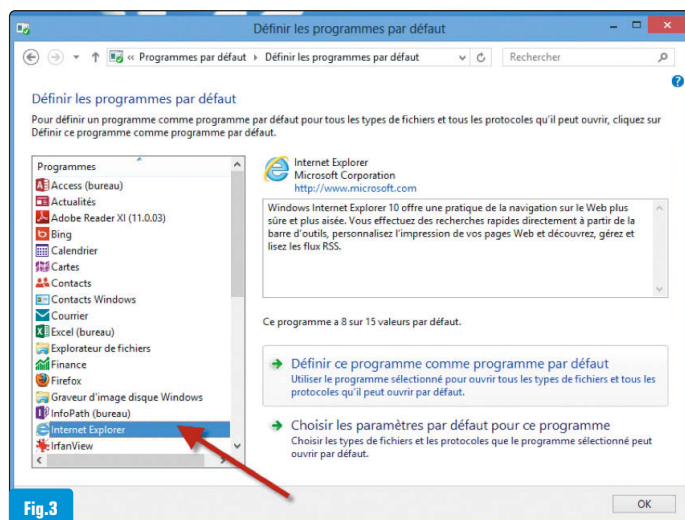 Définir les programmes par défaut
« Programmes par défaut ▸ Définir les programmes par défaut
Rechercher
Définir les programmes par défaut
Pour définir un programme comme programme par défaut pour tous les types de fichiers et tous les protocoles qu'il peut ouvrir, cliquez sur
Définir ce programme comme programme par défaut.
Programmes
Access (bureau)
Actualités
Adobe Reader XI (11.0.03)
Bing
Calendrier
Cartes
Contacts
Contacts Windows
Courrier
Excel (bureau)
Explorateur de fichiers
Finance
Firefox
Graveur d'image disque Windows
InfoPath (bureau)
Internet Explorer
IrfanView
Internet Explorer
Microsoft Corporation
http://www.microsoft.com
Windows Internet Explorer 10 offre une pratique de la navigation sur le Web plus
sûre et plus aisée. Vous effectuez des recherches rapides directement à partir de la
barre d'outils, personnalisez l'impression de vos pages Web et découvrez, gérez et
lisez les flux RSS.
Ce programme a 8 sur 15 valeurs par défaut.
Définir ce programme comme programme par défaut
Utiliser le programme sélectionné pour ouvrir tous les types de fichiers et tous les
protocoles qu'il peut ouvrir par défaut.
Choisir les paramètres par défaut pour ce programme
Choisir les types de fichiers et les protocoles que le programme sélectionné peut
ouvrir par défaut.
OK
Fig.3